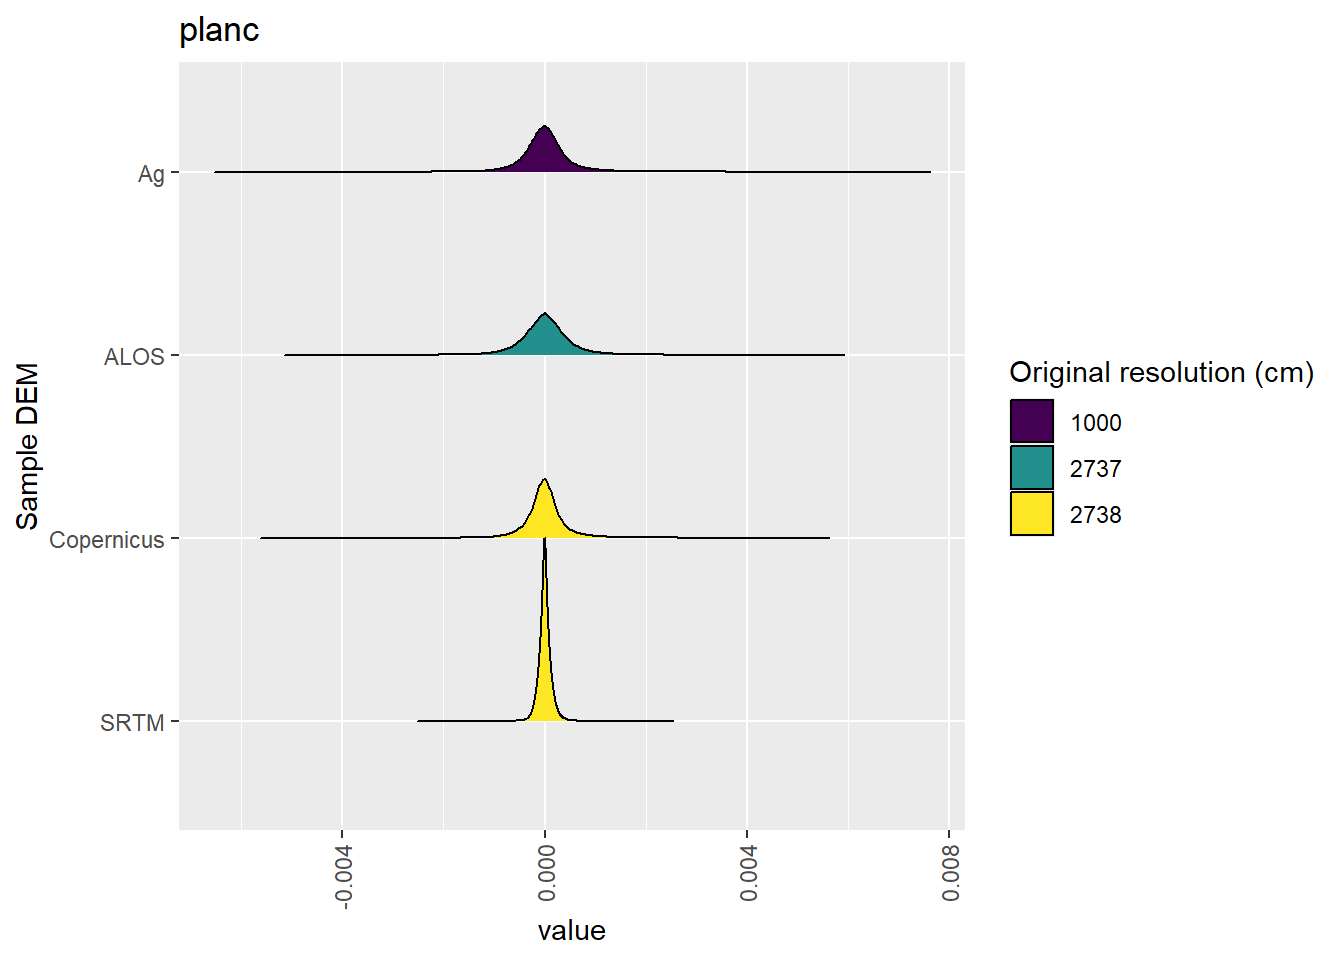 planc
Ag
ALOS
Copernicus
SRTM
Sample DEM
-0.004
0.000
0.004
0.008
value
Original resolution (cm)
1000
2737
2738